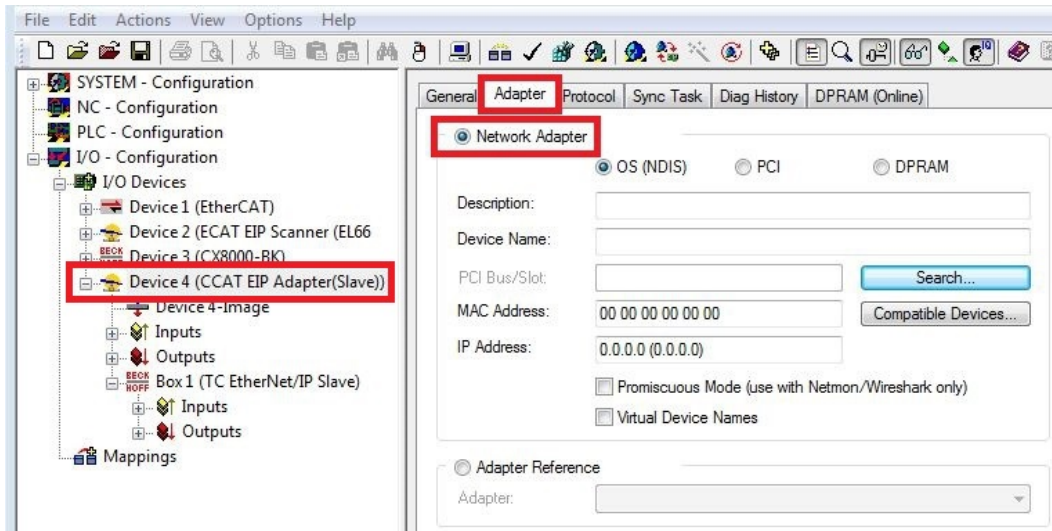 File Edit Actions View Options Help
SYSTEM - Configuration
NC - Configuration
PLC - Configuration
I/O - Configuration
I/O Devices
Device 1 (EtherCAT)
Device 2 (ECAT EIP Scanner (EL66
BECK HOFF Device 3 (CX8000-BK)
Device 4 (CCAT EIP Adapter(Slave))
Device 4-Image
Inputs
Outputs
BECK HOFF Box 1 (TC EtherNet/IP Slave)
Inputs
Outputs
Mappings
General Adapter Protocol Sync Task Diag History DPRAM (Online)
Network Adapter
OS (NDIS) PCI DPRAM
Description:
Device Name:
PCI Bus/Slot: Search...
MAC Address: 00 00 00 00 00 00 Compatible Devices...
IP Address: 0.0.0.0 (0.0.0.0)
Promiscuous Mode (use with Netmon/Wireshark only)
Virtual Device Names
Adapter Reference
Adapter: